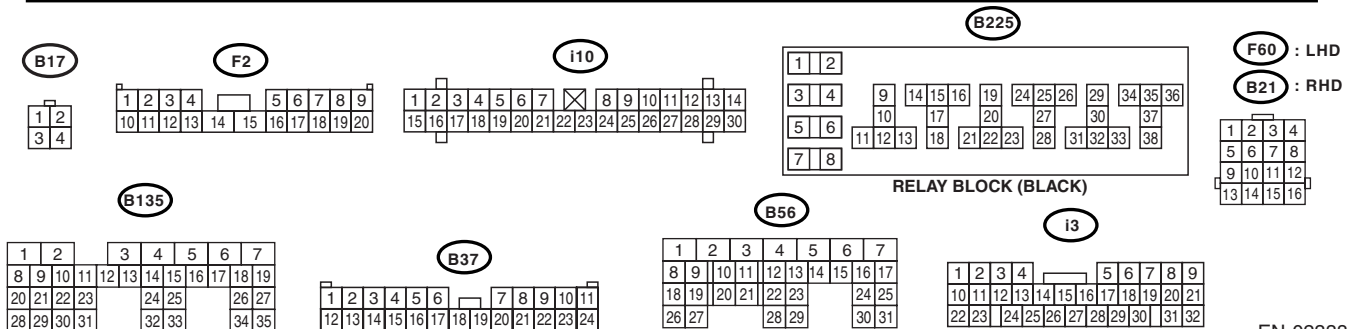 B225
B17
F2
i10
F60 : LHD
B21 : RHD
1 2
3 4
1 2 3 4 5 6 7 8 9
10 11 12 13 14 15 16 17 18 19 20
1 2 3 4 5 6 7 8 9 10 11 12 13 14
15 16 17 18 19 20 21 22 23 24 25 26 27 28 29 30
1 2
3 4
5 6
7 8
9 14 15 16 19 24 25 26 29 34 35 36
10 17 20 27 30 37
11 12 13 18 21 22 23 28 31 32 33 38
RELAY BLOCK (BLACK)
1 2 3 4
5 6 7 8
9 10 11 12
13 14 15 16
B135
1 2 3 4 5 6 7
8 9 10 11 12 13 14 15 16 17 18 19
20 21 22 23 24 25 26 27
28 29 30 31 32 33 34 35
B37
1 2 3 4 5 6 7 8 9 10 11
12 13 14 15 16 17 18 19 20 21 22 23 24
B56
1 2 3 4 5 6 7
8 9 10 11 12 13 14 15 16 17
18 19 20 21 22 23 24 25
26 27 28 29 30 31
i3
1 2 3 4 5 6 7 8 9
10 11 12 13 14 15 16 17 18 19 20 21
22 23 24 25 26 27 28 29 30 31 32